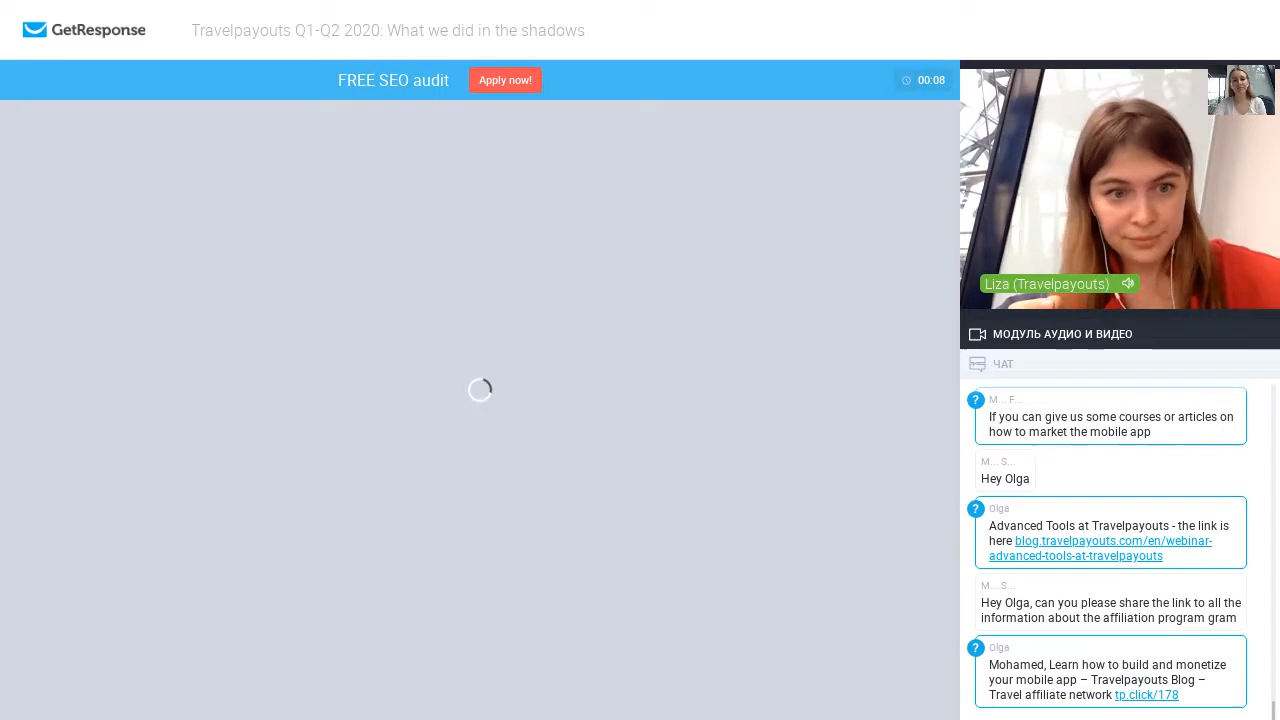 GetResponse
Travelpayouts Q1-Q2 2020: What we did in the shadows
FREE SEO audit
Apply now!
00:08
Liza (Travelpayouts)
МОДУЛЬ АУДИО И ВИДЕО
ЧАТ
?
M... F...
If you can give us some courses or articles on
how to market the mobile app
M... S...
Hey Olga
?
Olga
Advanced Tools at Travelpayouts - the link is
here blog.travelpayouts.com/en/webinar-
advanced-tools-at-travelpayouts
M... S...
Hey Olga, can you please share the link to all the
information about the affiliation program gram
?
Olga
Mohamed, Learn how to build and monetize
your mobile app – Travelpayouts Blog –
Travel affiliate network tp.click/178